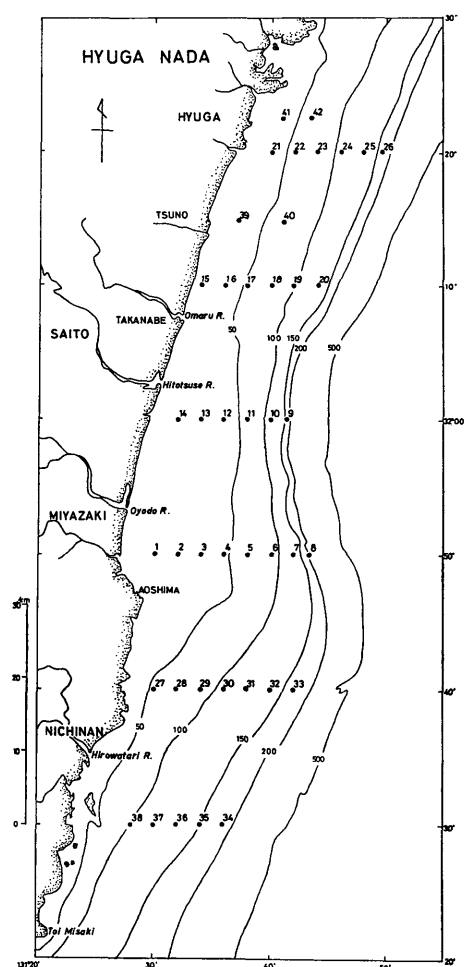 30'
HYUGA NADA
HYUGA
41 42
21 22 23 24 25 26
20'
TSUNO
39 40
15 16 17 18 19 20
10'
TAKANABE
Omaru R.
50 100 150 200 500
SAITO
Hitotsuse R.
14 13 12 11 10 9
32°00'
MIYAZAKI
Oyodo R.
1 2 3 4 5 6 7 8
50'
AOSHIMA
30 km
20
27 28 29 30 31 32 33
40'
NICHINAN
50 100 150 200 500
Hirowatari R.
10
0
38 37 36 35 34
30'
Toi Misaki
131°20' 30' 40' 20'